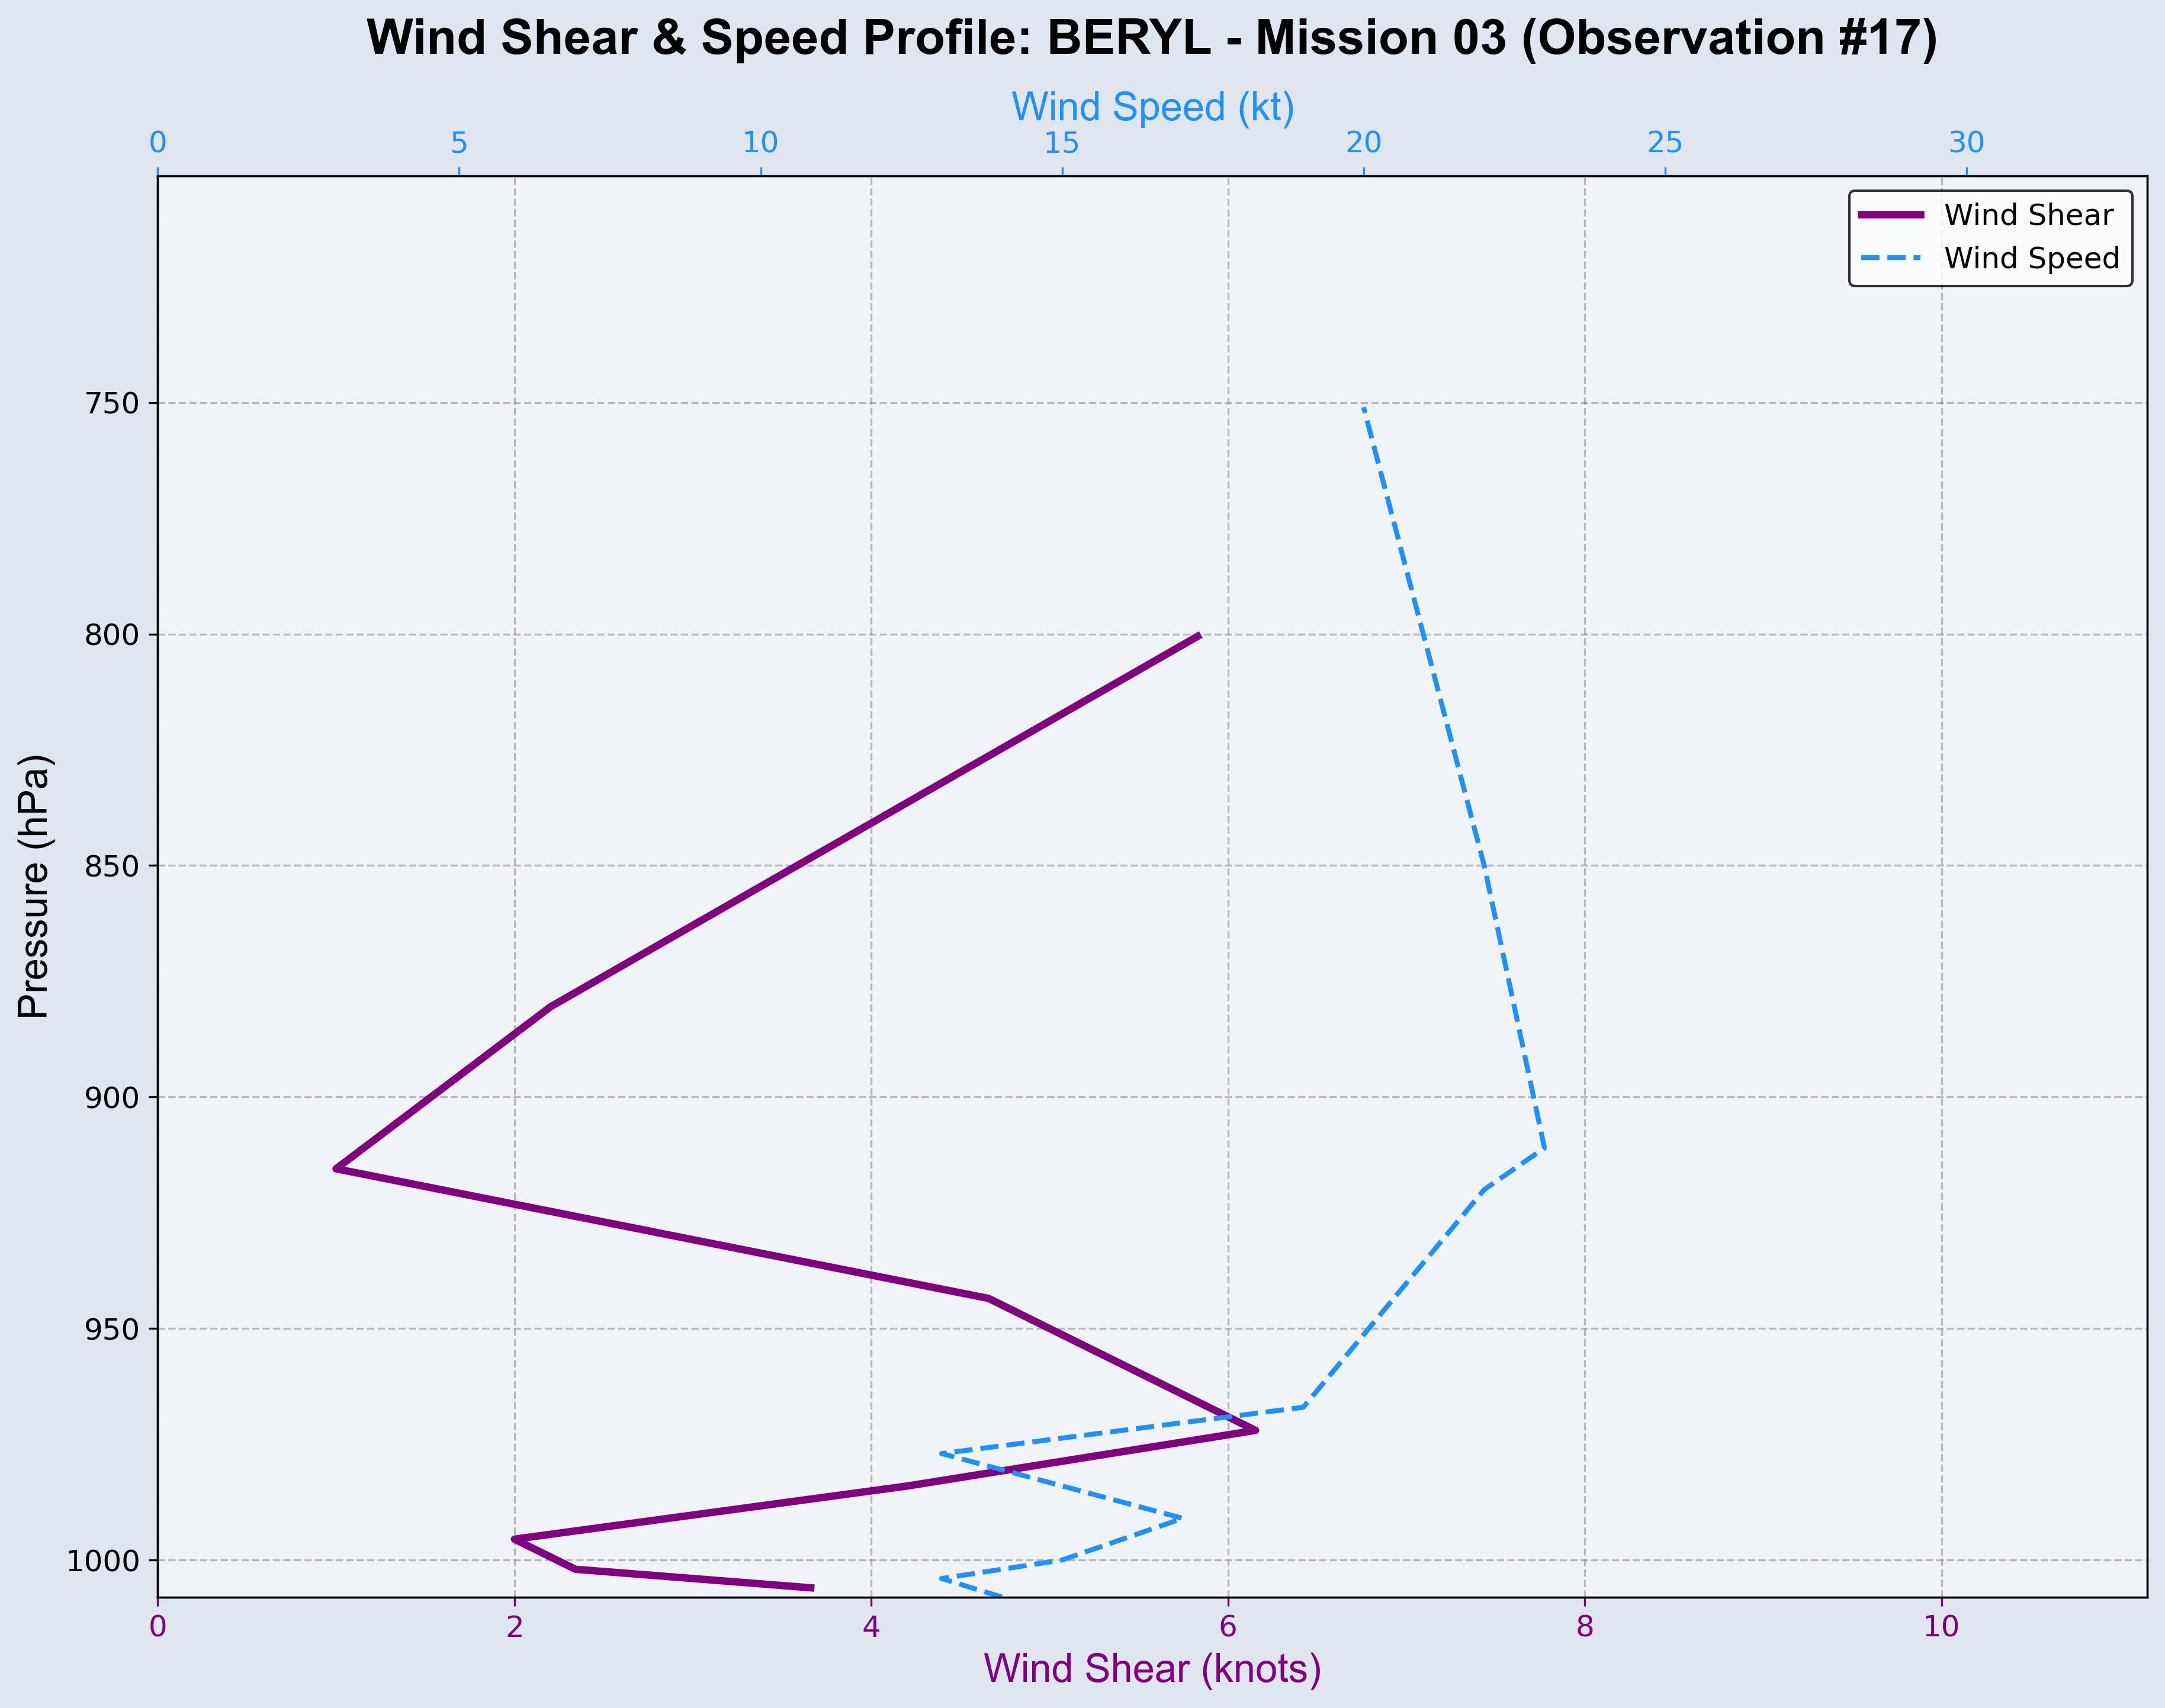 Wind Shear & Speed Profile: BERYL - Mission 03 (Observation #17)
Wind Speed (kt)
0 5 10 15 20 25 30
Wind Shear
Wind Speed
750
800
850
900
950
1000
Pressure (hPa)
0 2 4 6 8 10
Wind Shear (knots)